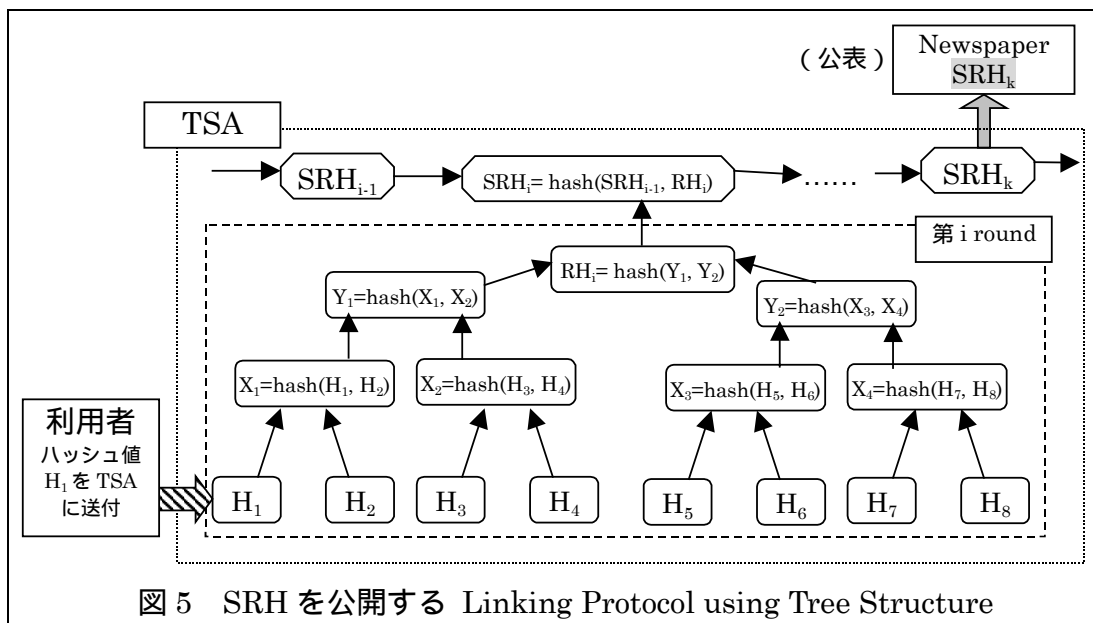 Newspaper
SRHk
( 公表 )
TSA
SRHi-1
SRHi= hash(SRHi-1, RHi)
......
SRHk
第 i round
RHi= hash(Y1, Y2)
Y1=hash(X1, X2)
Y2=hash(X3, X4)
X1=hash(H1, H2)
X2=hash(H3, H4)
X3=hash(H5, H6)
X4=hash(H7, H8)
利用者
ハッシュ値
H1 を TSA
に送付
H1
H2
H3
H4
H5
H6
H7
H8
図 5 SRH を公開する Linking Protocol using Tree Structure